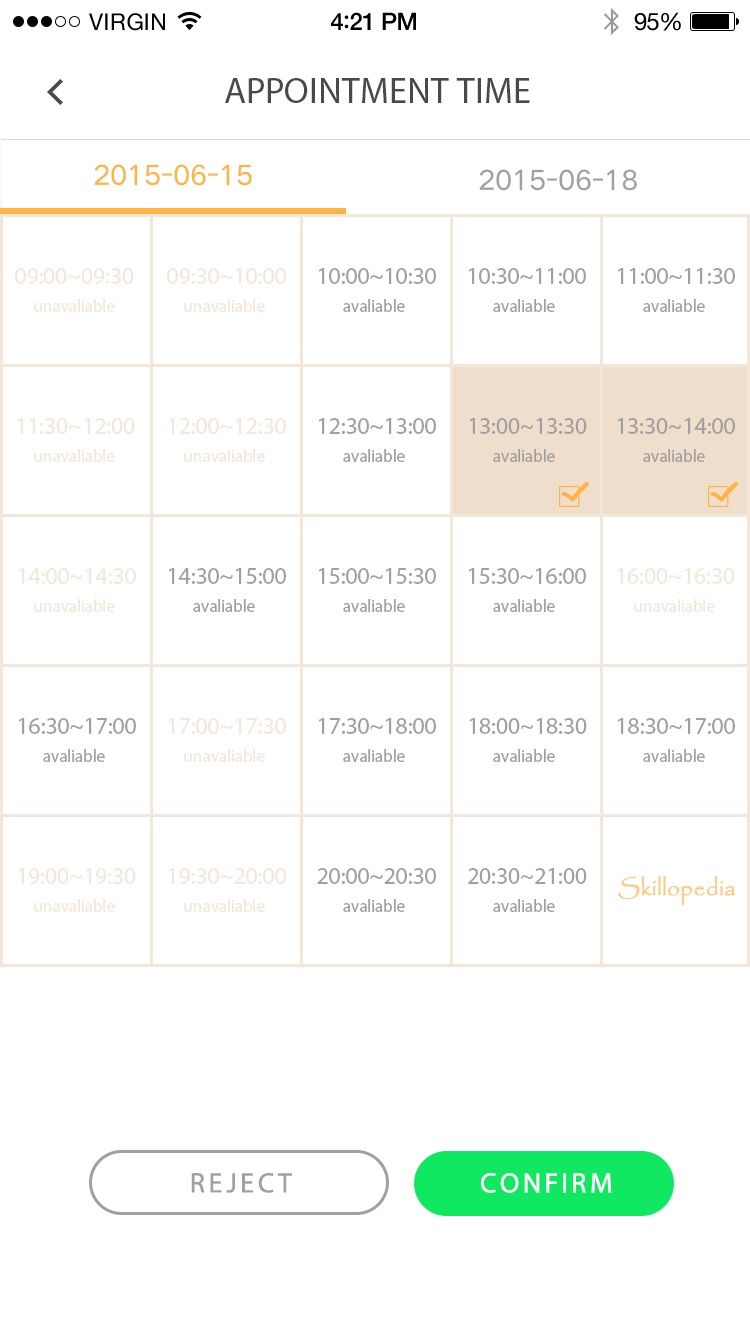 VIRGIN 4:21 PM 95%
APPOINTMENT TIME
2015-06-15 2015-06-18
09:00~09:30 09:30~10:00 10:00~10:30 10:30~11:00 11:00~11:30
unavaliable unavaliable avaliable avaliable avaliable
11:30~12:00 12:00~12:30 12:30~13:00 13:00~13:30 13:30~14:00
unavaliable unavaliable avaliable avaliable avaliable
14:00~14:30 14:30~15:00 15:00~15:30 15:30~16:00 16:00~16:30
unavaliable avaliable avaliable avaliable unavaliable
16:30~17:00 17:00~17:30 17:30~18:00 18:00~18:30 18:30~17:00
avaliable unavaliable avaliable avaliable avaliable
19:00~19:30 19:30~20:00 20:00~20:30 20:30~21:00 Skillopedia
unavaliable unavaliable avaliable avaliable
REJECT CONFIRM